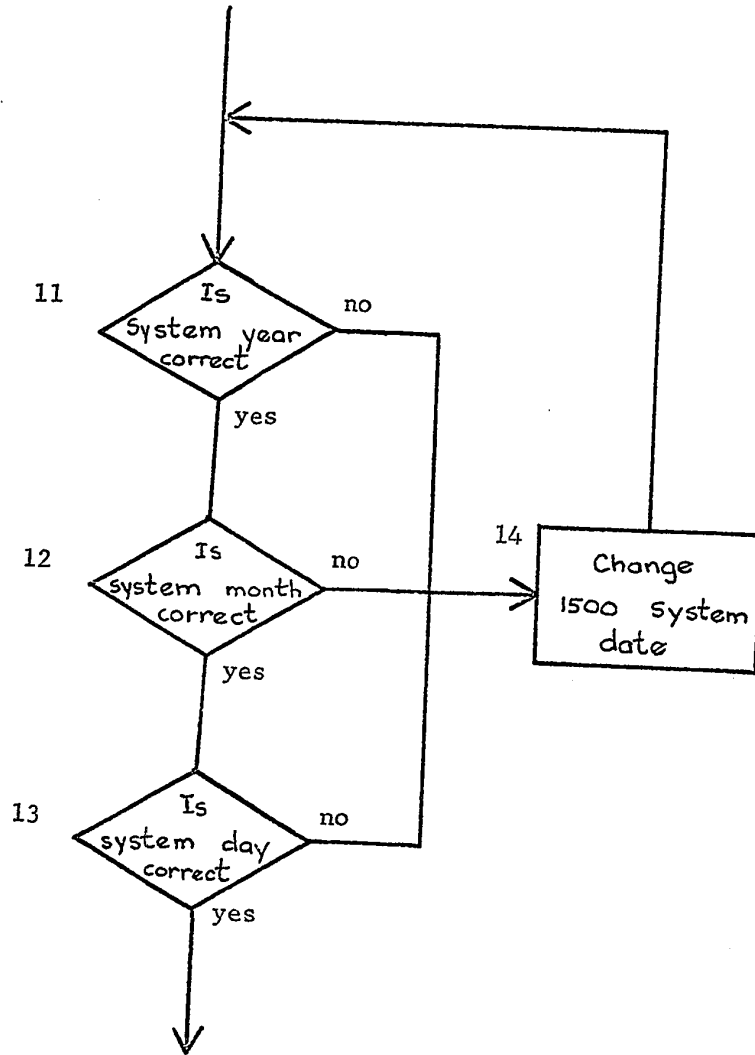 11
Is
System year
correct
no
yes
12
Is
system month
correct
no
yes
14
Change
1500 System
date
13
Is
system day
correct
no
yes